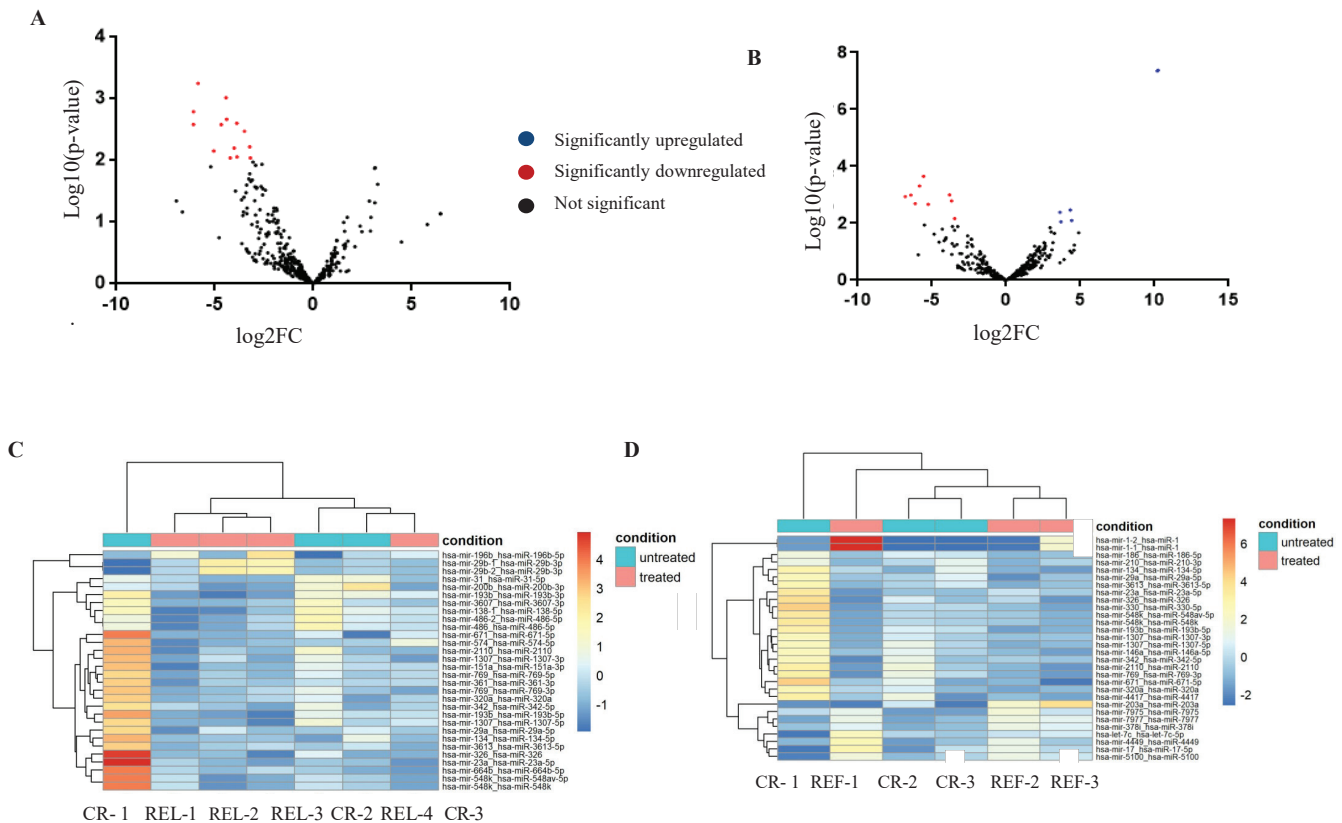 A
4
3
2
1
0
-10
-5
0
5
10
Log10(p-value)
log2FC
Significantly upregulated
Significantly downregulated
Not significant
B
8
6
4
2
0
-10
-5
0
5
10
15
Log10(p-value)
log2FC
C
condition
hsa-mir-196b_hsa-miR-196b-5p
hsa-mir-29b-1_hsa-miR-29b-3p
hsa-mir-29b-2_hsa-miR-29b-3p
hsa-mir-31_hsa-miR-31-5p
hsa-mir-200b_hsa-miR-200b-3p
hsa-mir-193b_hsa-miR-193b-3p
hsa-mir-3607_hsa-miR-3607-3p
hsa-mir-138-1_hsa-miR-138-5p
hsa-mir-486-2_hsa-miR-486-5p
hsa-mir-486_hsa-miR-486-5p
hsa-mir-671_hsa-miR-671-5p
hsa-mir-574_hsa-miR-574-5p
hsa-mir-2110_hsa-miR-2110
hsa-mir-1307_hsa-miR-1307-3p
hsa-mir-151a_hsa-miR-151a-3p
hsa-mir-769_hsa-miR-769-5p
hsa-mir-361_hsa-miR-361-3p
hsa-mir-769_hsa-miR-769-3p
hsa-mir-320a_hsa-miR-320a
hsa-mir-342_hsa-miR-342-5p
hsa-mir-193b_hsa-miR-193b-5p
hsa-mir-1307_hsa-miR-1307-5p
hsa-mir-29a_hsa-miR-29a-5p
hsa-mir-134_hsa-miR-134-5p
hsa-mir-3613_hsa-miR-3613-5p
hsa-mir-326_hsa-miR-326
hsa-mir-23a_hsa-miR-23a-5p
hsa-mir-664b_hsa-miR-664b-5p
hsa-mir-548k_hsa-miR-548av-5p
hsa-mir-548k_hsa-miR-548k
4
3
2
1
0
-1
condition
untreated
treated
CR- 1 REL-1 REL-2 REL-3 CR-2 REL-4 CR-3
D
condition
hsa-mir-1-2_hsa-miR-1
hsa-mir-1-1_hsa-miR-1
hsa-mir-186_hsa-miR-186-5p
hsa-mir-210_hsa-miR-210-3p
hsa-mir-134_hsa-miR-134-5p
hsa-mir-29a_hsa-miR-29a-5p
hsa-mir-3613_hsa-miR-3613-5p
hsa-mir-23a_hsa-miR-23a-5p
hsa-mir-326_hsa-miR-326
hsa-mir-330_hsa-miR-330-5p
hsa-mir-548k_hsa-miR-548av-5p
hsa-mir-548k_hsa-miR-548k
hsa-mir-193b_hsa-miR-193b-5p
hsa-mir-1307_hsa-miR-1307-3p
hsa-mir-1307_hsa-miR-1307-5p
hsa-mir-146a_hsa-miR-146a-5p
hsa-mir-342_hsa-miR-342-5p
hsa-mir-2110_hsa-miR-2110
hsa-mir-769_hsa-miR-769-3p
hsa-mir-671_hsa-miR-671-5p
hsa-mir-320a_hsa-miR-320a
hsa-mir-4417_hsa-miR-4417
hsa-mir-203a_hsa-miR-203a
hsa-mir-7975_hsa-miR-7975
hsa-mir-7977_hsa-miR-7977
hsa-mir-378i_hsa-miR-378i
hsa-let-7c_hsa-let-7c-5p
hsa-mir-4449_hsa-miR-4449
hsa-mir-17_hsa-miR-17-5p
hsa-mir-5100_hsa-miR-5100
6
4
2
0
-2
condition
untreated
treated
CR- 1 REF-1 CR-2 CR-3 REF-2 REF-3